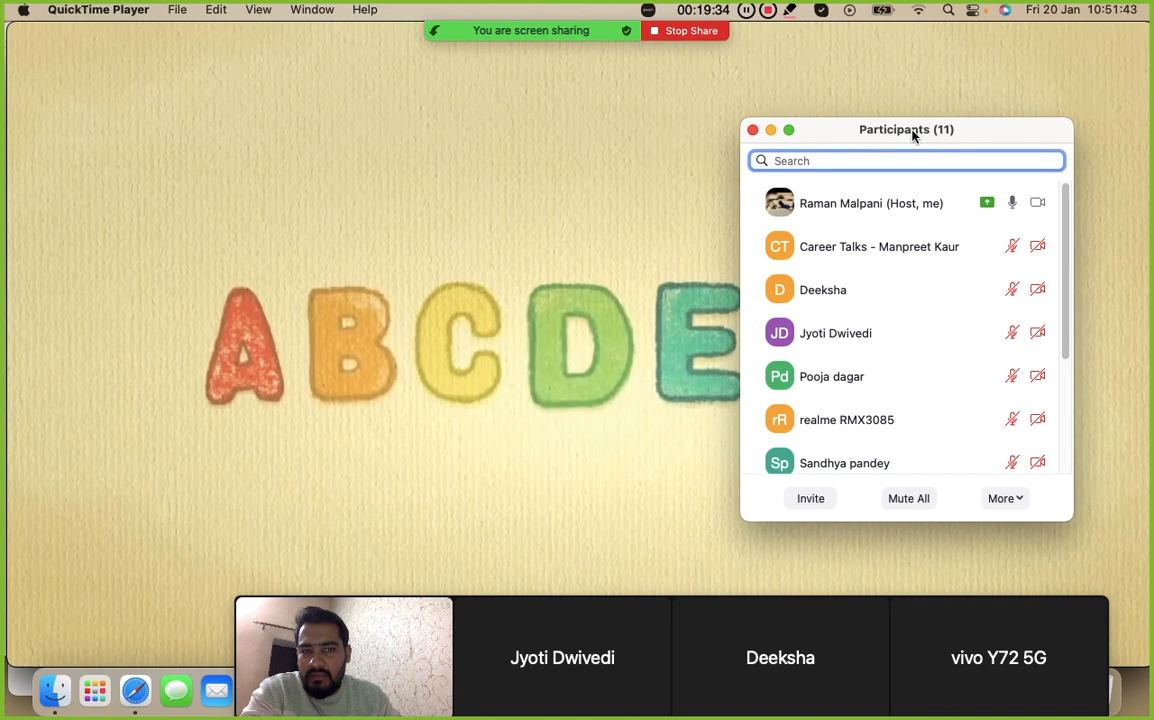 QuickTime Player File Edit View Window Help 00:19:34 Fri 20 Jan 10:51:43
You are screen sharing Stop Share
Participants (11)
Search
Raman Malpani (Host, me)
CT Career Talks - Manpreet Kaur
D Deeksha
JD Jyoti Dwivedi
Pd Pooja dagar
rR realme RMX3085
Sp Sandhya pandey
Invite Mute All More
A B C D E
Jyoti Dwivedi Deeksha vivo Y72 5G